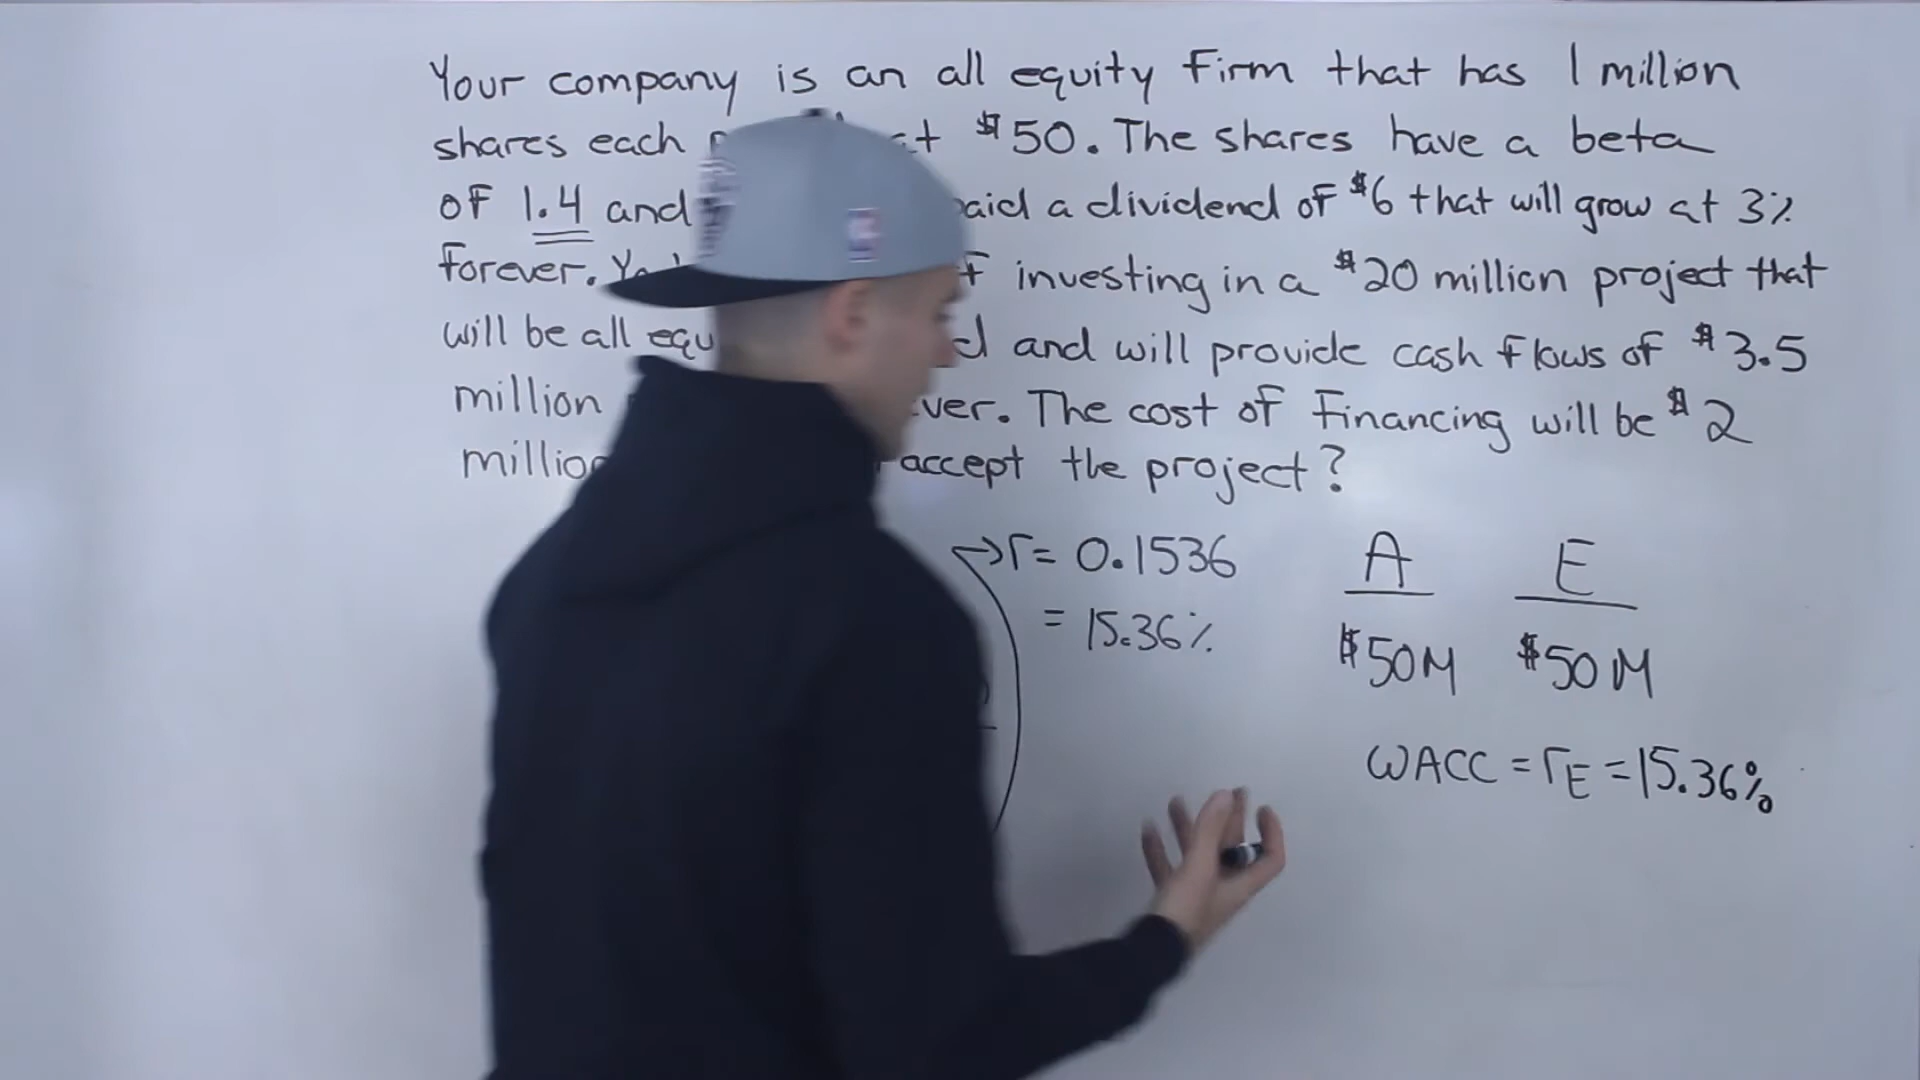 Your company is an all equity firm that has 1 million
shares each at $50. The shares have a beta
of 1.4 and paid a dividend of $6 that will grow at 3%
forever. investing in a $20 million project that
will be all and will provide cash flows of $3.5
million The cost of financing will be $2
accept the project?
r = 0.1536
= 15.36%
A E
$50M $50M
WACC = rE = 15.36%